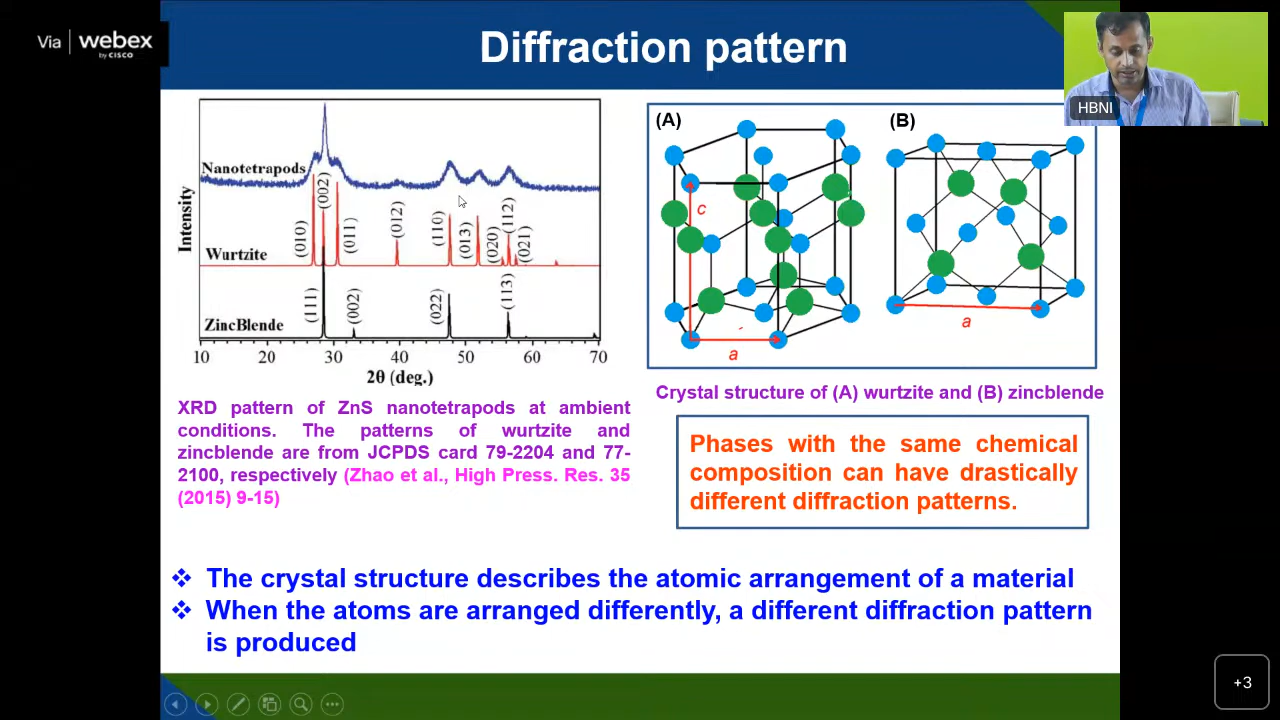 Via webex
by CISCO
Diffraction pattern
HBNI
Nanotetrapods
Wurtzite
ZincBlende
Intensity
(010)
(002)
(011)
(012)
(110)
(013)
(020)
(112)
(021)
(111)
(002)
(022)
(113)
10 20 30 40 50 60 70
2θ (deg.)
(A)
(B)
c
a
a
Crystal structure of (A) wurtzite and (B) zincblende
XRD pattern of ZnS nanotetrapods at ambient
conditions. The patterns of wurtzite and
zincblende are from JCPDS card 79-2204 and 77-
2100, respectively (Zhao et al., High Press. Res. 35
(2015) 9-15)
Phases with the same chemical
composition can have drastically
different diffraction patterns.
❖ The crystal structure describes the atomic arrangement of a material
❖ When the atoms are arranged differently, a different diffraction pattern
is produced
+3